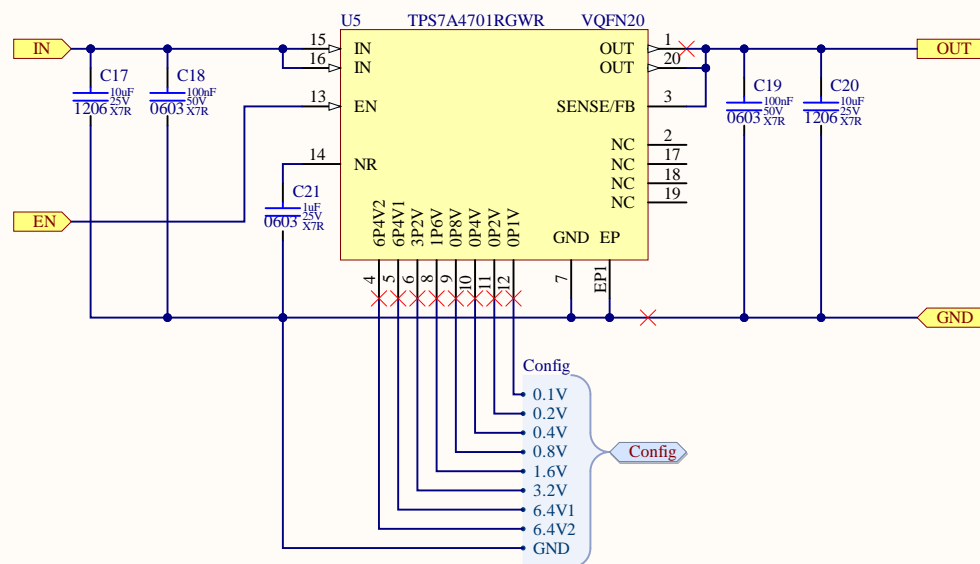 U5 TPS7A4701RGWR VQFN20
IN 15 IN OUT 1 OUT
16 IN OUT 20
C17 10uF 25V X7R 1206
C18 100nF 50V X7R 0603
13 EN SENSE/FB 3
C19 100nF 50V X7R 0603
C20 10uF 25V X7R 1206
NC 2
14 NR NC 17
NC 18
NC 19
C21 1uF 25V X7R 0603
EN
6P4V2 6P4V1 3P2V 1P6V 0P8V 0P4V 0P2V 0P1V GND EP
4 5 6 8 9 10 11 12 7 EP1
GND
Config
0.1V
0.2V
0.4V
0.8V
Config
1.6V
3.2V
6.4V1
6.4V2
GND